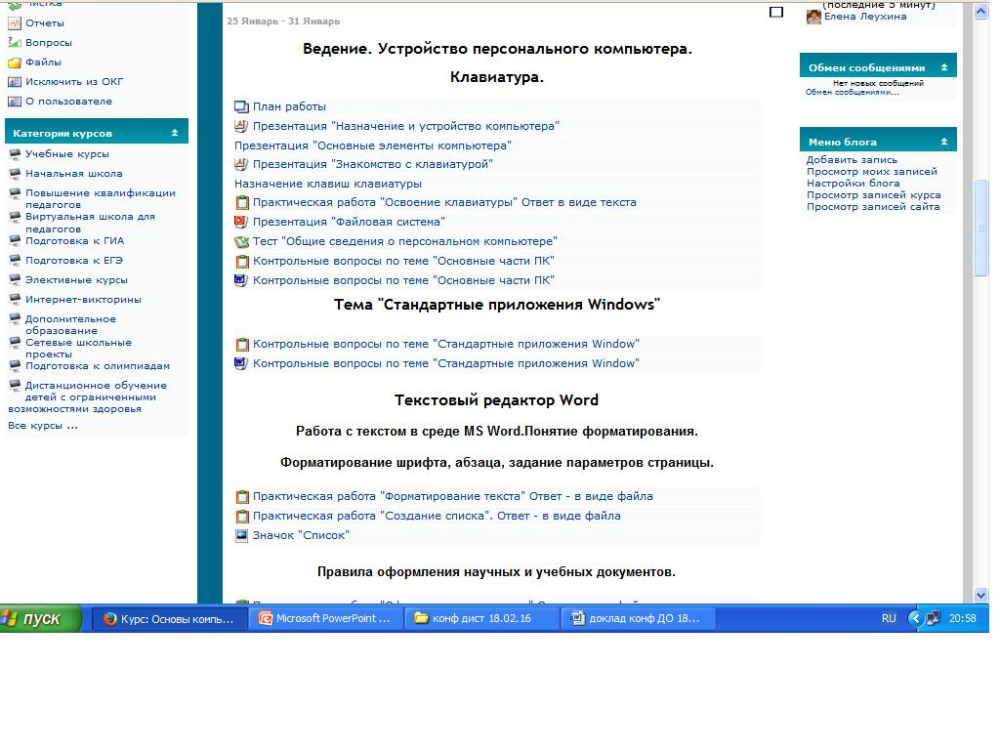 Чистка
Отчеты
Вопросы
Файлы
Исключить из ОКГ
О пользователе
Категории курсов
Учебные курсы
Начальная школа
Повышение квалификации
педагогов
Виртуальная школа для
педагогов
Подготовка к ГИА
Подготовка к ЕГЭ
Элективные курсы
Интернет-викторины
Дополнительное
образование
Сетевые школьные
проекты
Подготовка к олимпиадам
Дистанционное обучение
детей с ограниченными
возможностями здоровья
Все курсы ...
25 Январь - 31 Январь
Ведение. Устройство персонального компьютера.
Клавиатура.
План работы
Презентация "Назначение и устройство компьютера"
Презентация "Основные элементы компьютера"
Презентация "Знакомство с клавиатурой"
Назначение клавиш клавиатуры
Практическая работа "Освоение клавиатуры" Ответ в виде текста
Презентация "Файловая система"
Тест "Общие сведения о персональном компьютере"
Контрольные вопросы по теме "Основные части ПК"
Контрольные вопросы по теме "Основные части ПК"
Тема "Стандартные приложения Windows"
Контрольные вопросы по теме "Стандартные приложения Window"
Контрольные вопросы по теме "Стандартные приложения Window"
Текстовый редактор Word
Работа с текстом в среде MS Word.Понятие форматирования.
Форматирование шрифта, абзаца, задание параметров страницы.
Практическая работа "Форматирование текста" Ответ - в виде файла
Практическая работа "Создание списка". Ответ - в виде файла
Значок "Список"
Правила оформления научных и учебных документов.
(последние 5 минут)
Елена Леухина
Обмен сообщениями
Нет новых сообщений
Обмен сообщениями...
Меню блога
Добавить запись
Просмотр моих записей
Настройки блога
Просмотр записей курса
Просмотр записей сайта
пуск
Курс: Основы компь...
Microsoft PowerPoint ...
конф дист 18.02.16
доклад конф ДО 18...
RU
20:58